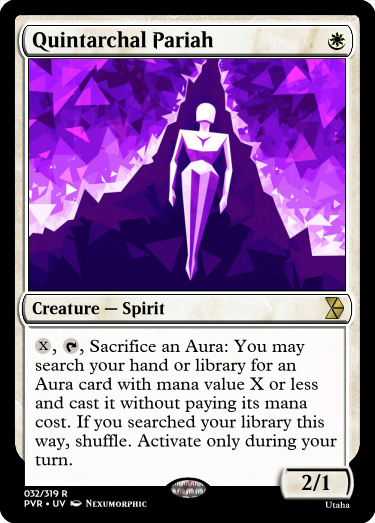 Quintarchal Pariah
Creature — Spirit
X, T, Sacrifice an Aura: You may
search your hand or library for an
Aura card with mana value X or less
and cast it without paying its mana
cost. If you searched your library this
way, shuffle. Activate only during your
turn.
2/1
032/319 R
PVR • UV Nexumorphic
Utaha